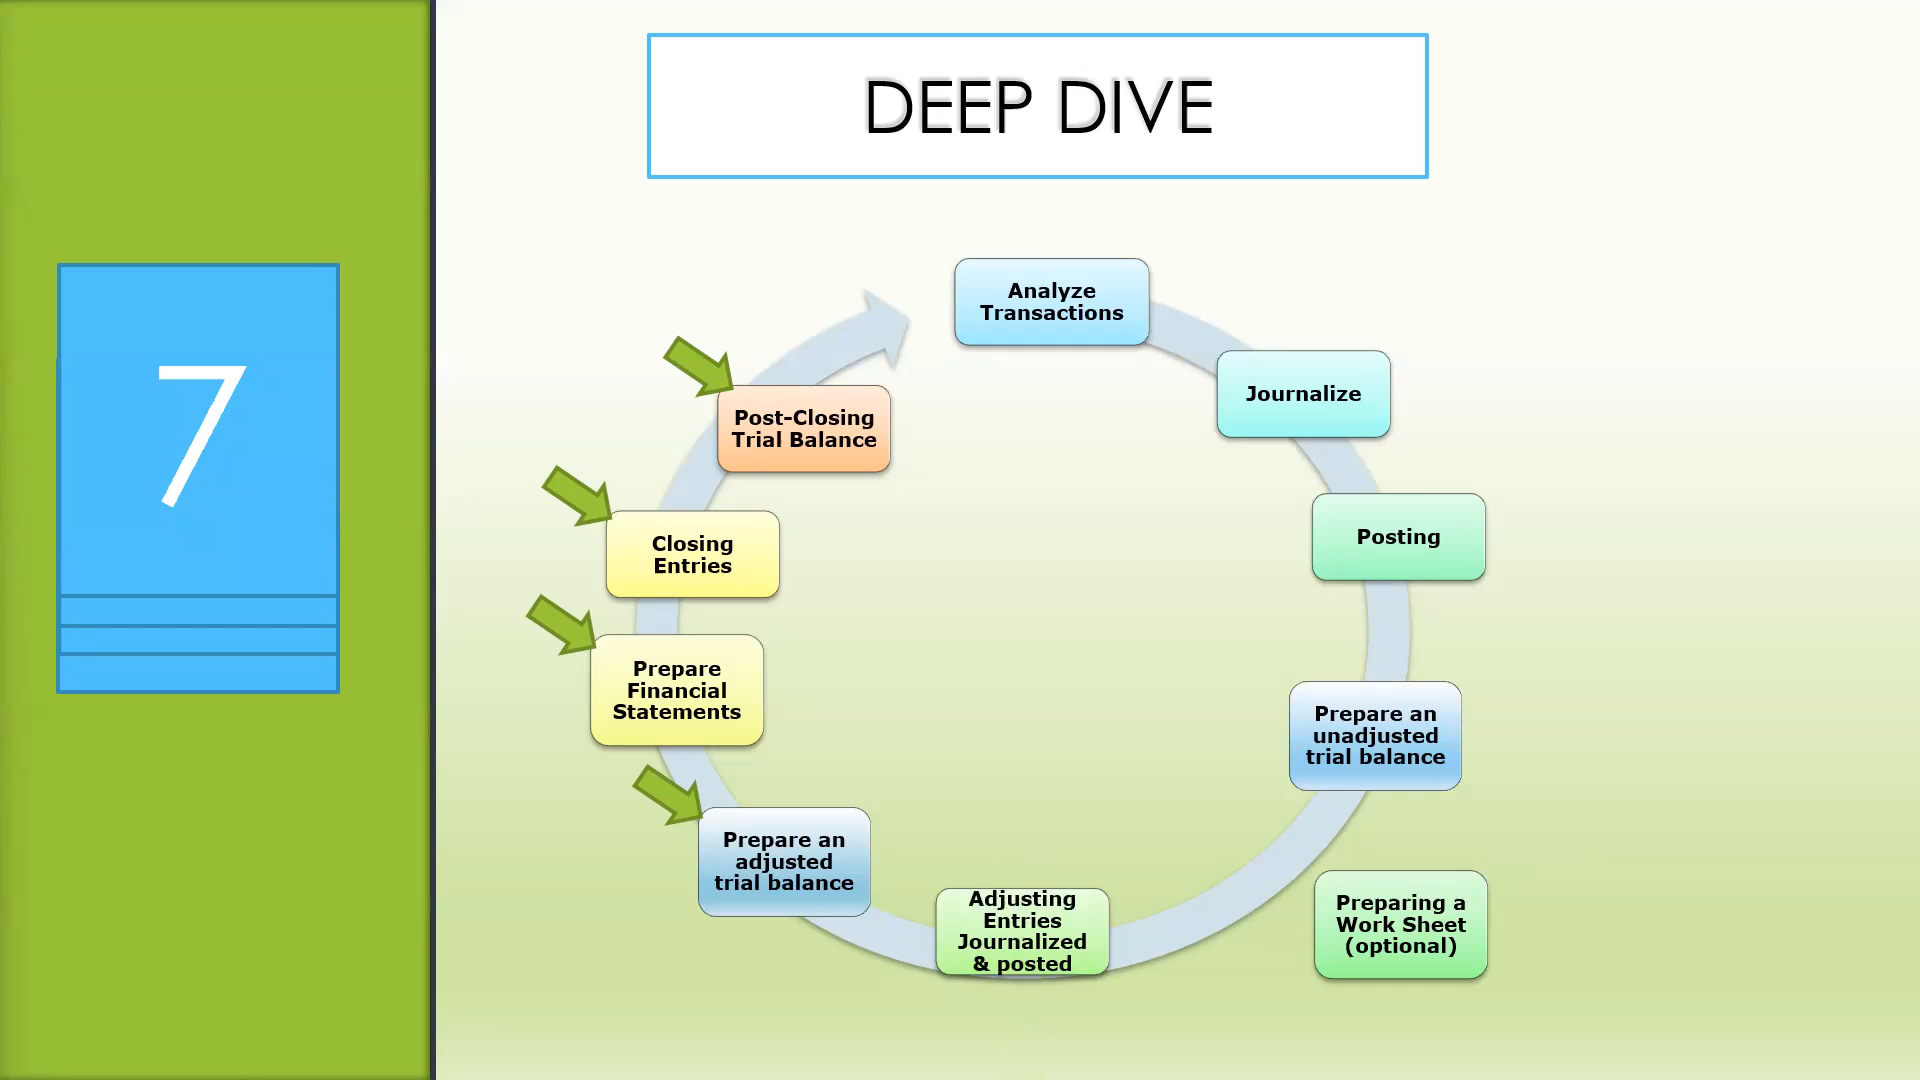 DEEP DIVE
7
Analyze
Transactions
Journalize
Posting
Prepare an
unadjusted
trial balance
Preparing a
Work Sheet
(optional)
Adjusting
Entries
Journalized
& posted
Prepare an
adjusted
trial balance
Prepare
Financial
Statements
Closing
Entries
Post-Closing
Trial Balance